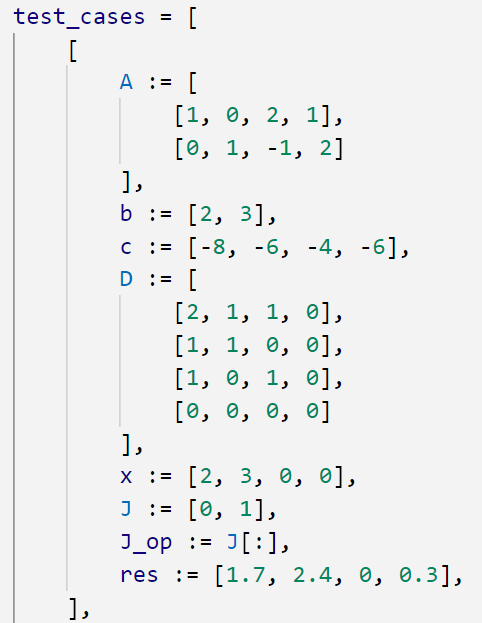 test_cases = [
    [
        A := [
            [1, 0, 2, 1],
            [0, 1, -1, 2]
        ],
        b := [2, 3],
        c := [-8, -6, -4, -6],
        D := [
            [2, 1, 1, 0],
            [1, 1, 0, 0],
            [1, 0, 1, 0],
            [0, 0, 0, 0]
        ],
        x := [2, 3, 0, 0],
        J := [0, 1],
        J_op := J[:],
        res := [1.7, 2.4, 0, 0.3],
    ],